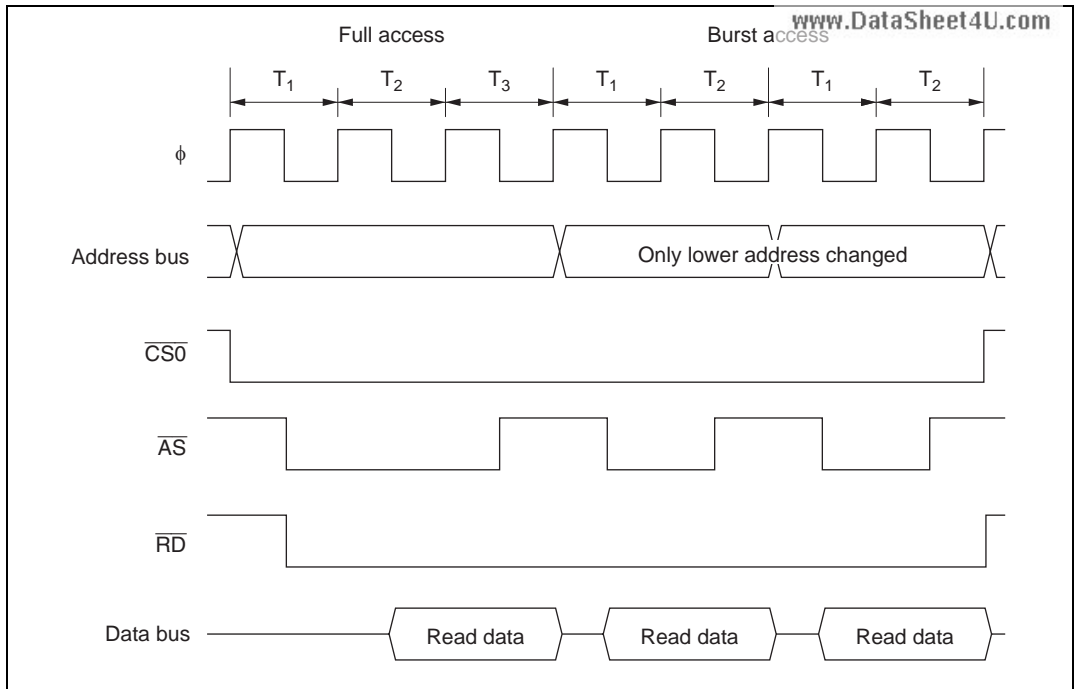 www.DataSheet4U.com
Full access Burst access
T1 T2 T3 T1 T2 T1 T2
ϕ
Address bus Only lower address changed
CS0
AS
RD
Data bus Read data Read data Read data